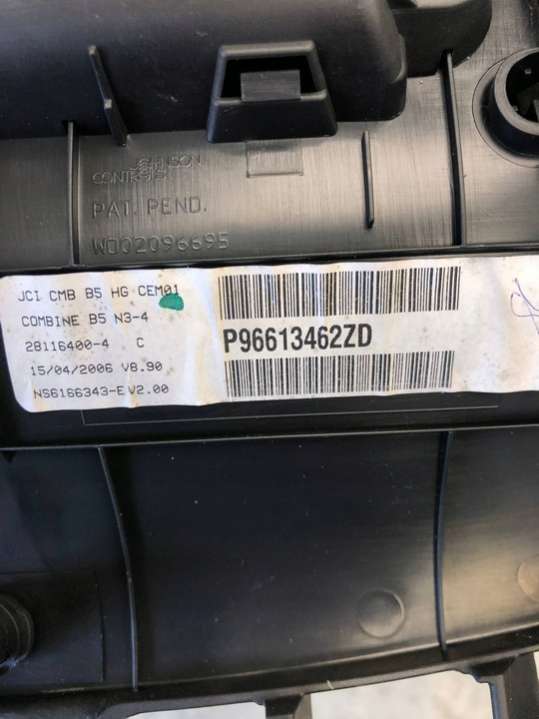 JOHNSON
CONTROLS
PAT. PEND.
W002096695
JCI CMB B5 HG CEM01
COMBINE B5 N3-4
28116400-4 C
15/04/2006 V8.90
NS6166343-E V2.00
P96613462ZD